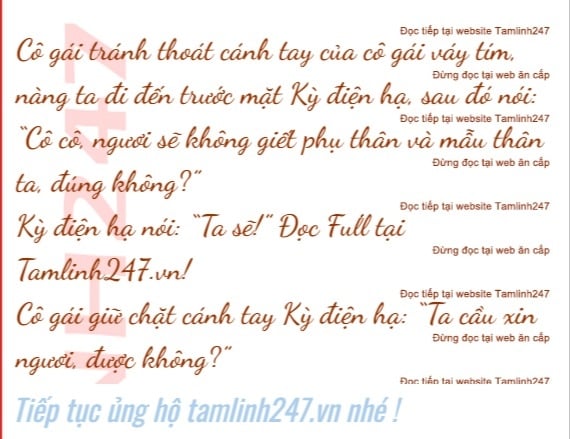 Đọc tiếp tại website Tamlinh247
Cô gái tránh thoát cánh tay của cô gái váy tím,
Đừng đọc tại web ăn cắp
nàng ta đi đến trước mặt Kỳ điện hạ, sau đó nói:
Đọc tiếp tại website Tamlinh247
“Cô cô, ngươi sẽ không giết phụ thân và mẫu thân
Đừng đọc tại web ăn cắp
ta, đúng không?”
Đọc tiếp tại website Tamlinh247
Kỳ điện hạ nói: “Ta sẽ!” Đọc Full tại
Đừng đọc tại web ăn cắp
Tamlinh247.vn!
Đọc tiếp tại website Tamlinh247
Cô gái giữ chặt cánh tay Kỳ điện hạ: “Ta cầu xin
Đừng đọc tại web ăn cắp
ngươi, được không?”
Đọc tiếp tại website Tamlinh247
Tiếp tục ủng hộ tamlinh247.vn nhé !
NH247